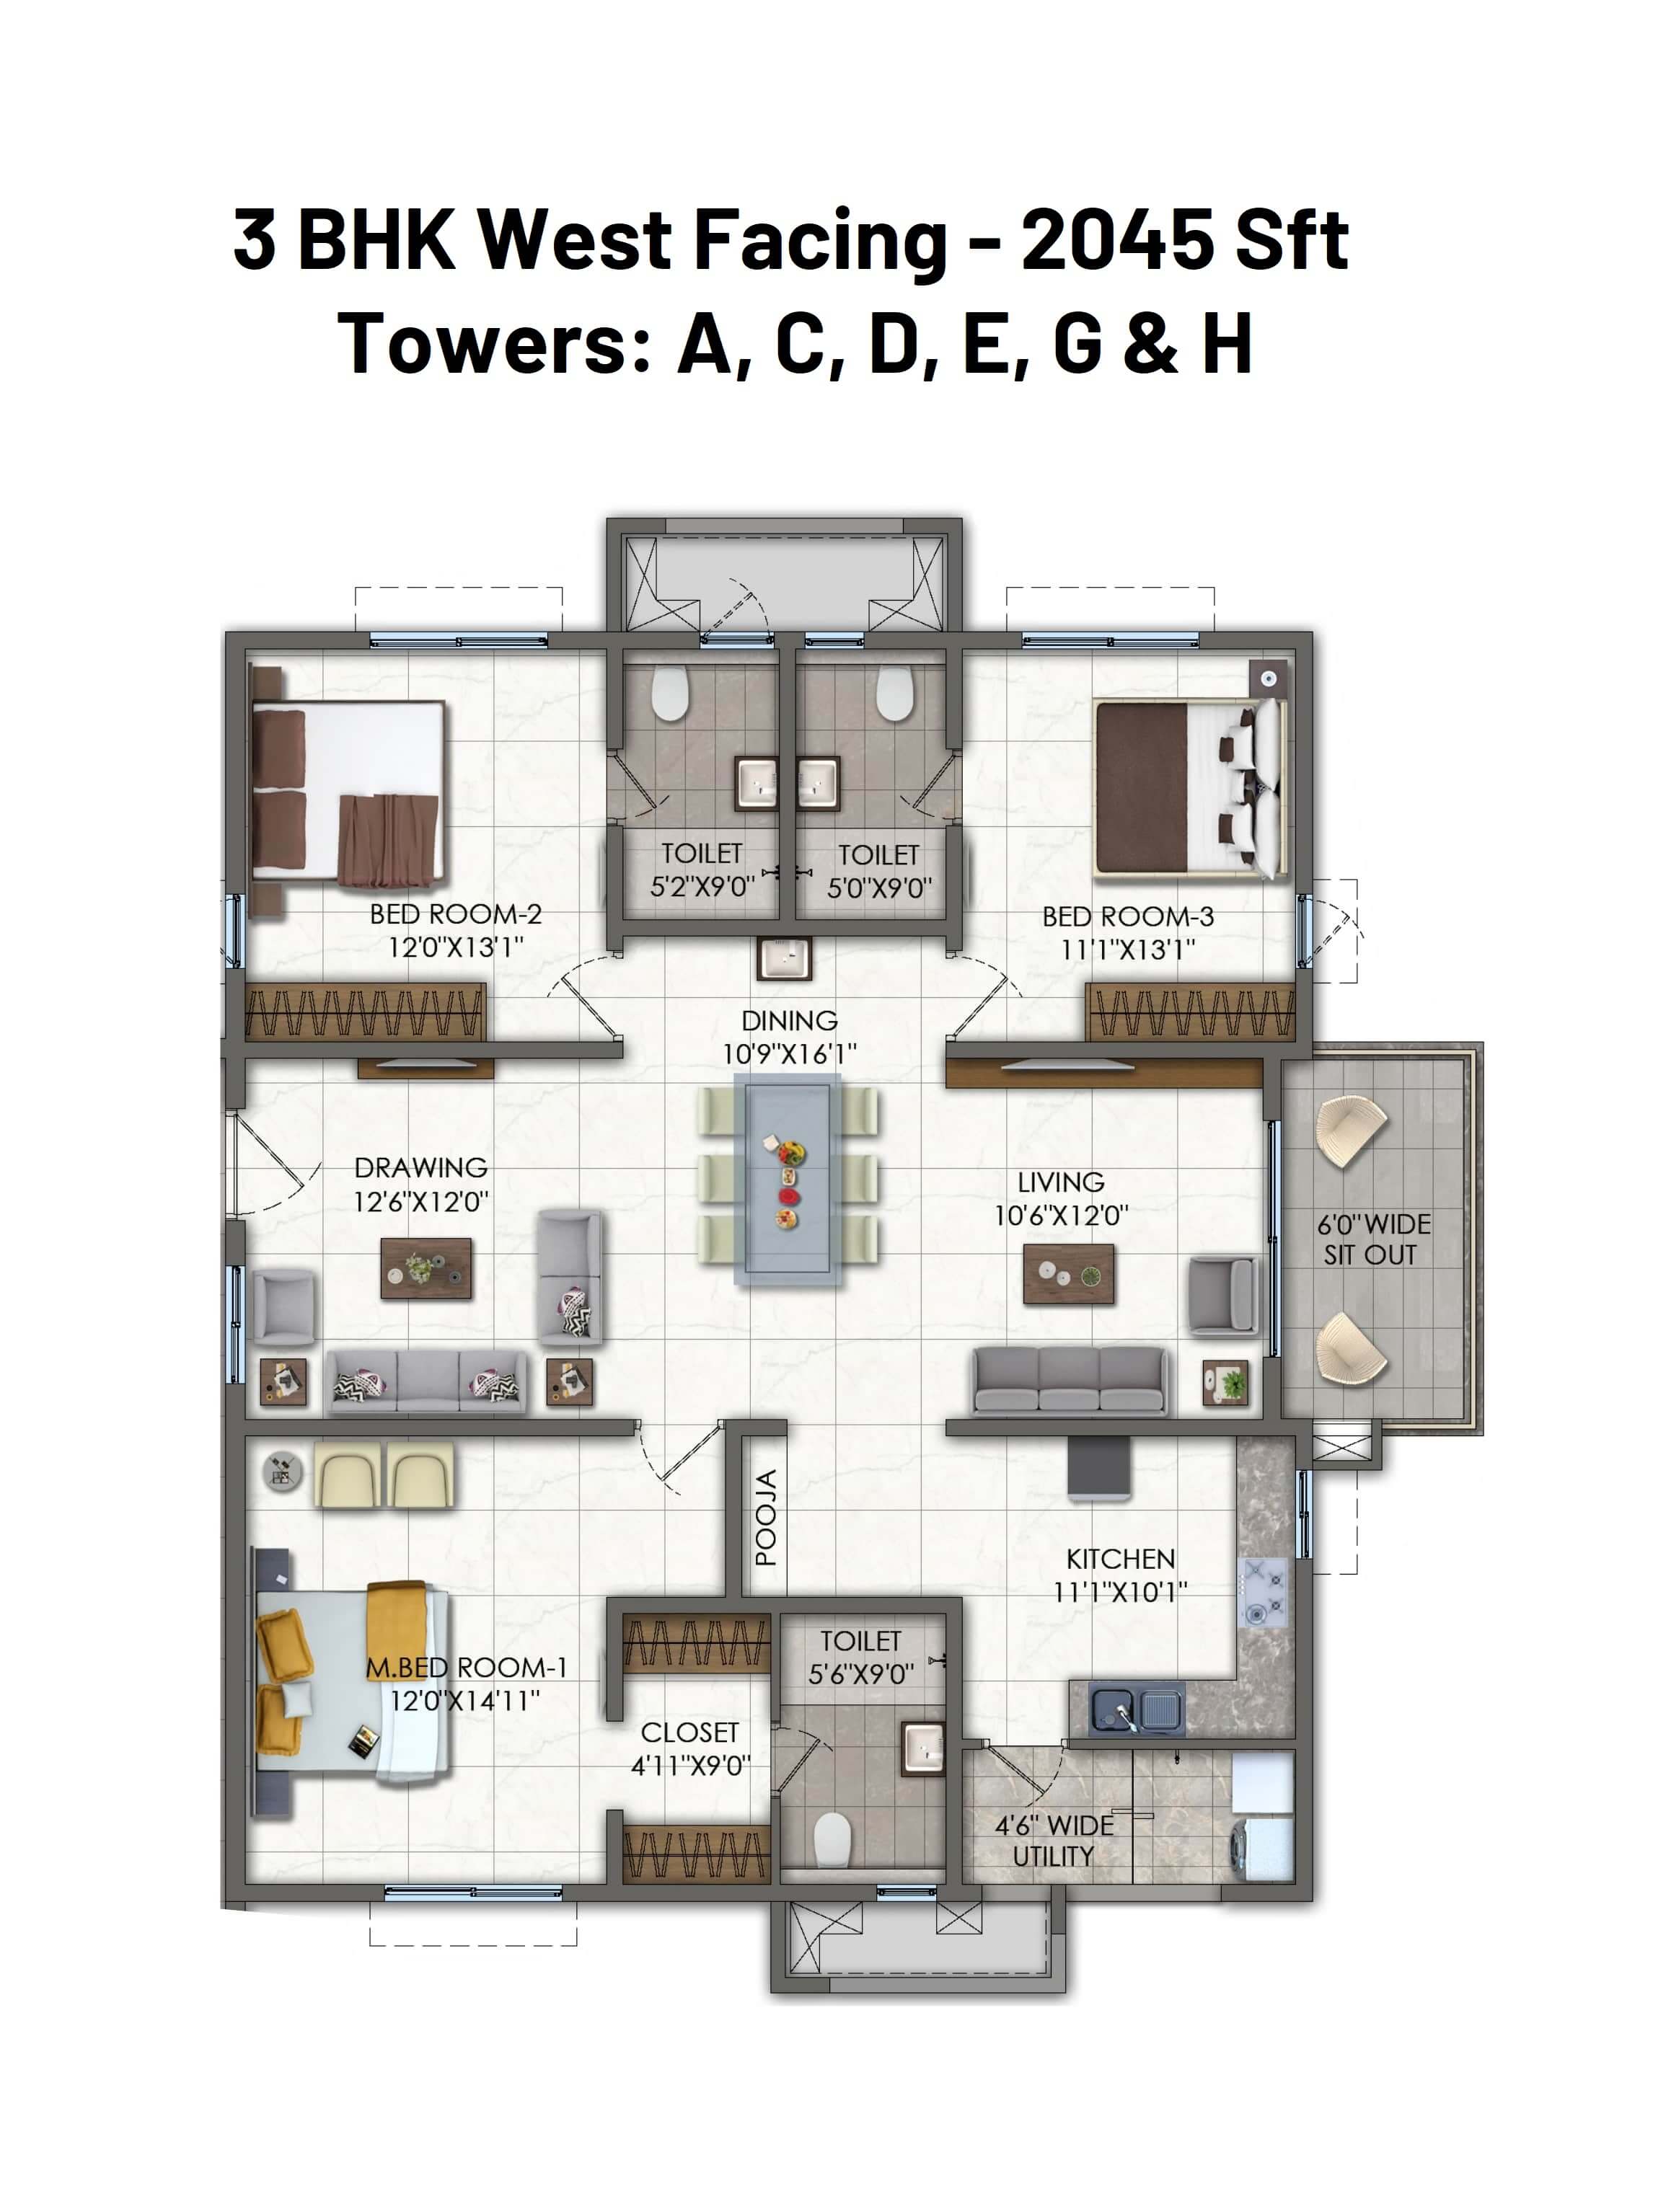 3 BHK West Facing - 2045 Sft
Towers: A, C, D, E, G & H
TOILET
5'2"X9'0"
TOILET
5'0"X9'0"
BED ROOM-2
12'0"X13'1"
BED ROOM-3
11'1"X13'1"
DINING
10'9"X16'1"
DRAWING
12'6"X12'0"
LIVING
10'6"X12'0"
6'0"WIDE
SIT OUT
POOJA
KITCHEN
11'1"X10'1"
M.BED ROOM-1
12'0"X14'11"
TOILET
5'6"X9'0"
CLOSET
4'11"X9'0"
4'6" WIDE
UTILITY